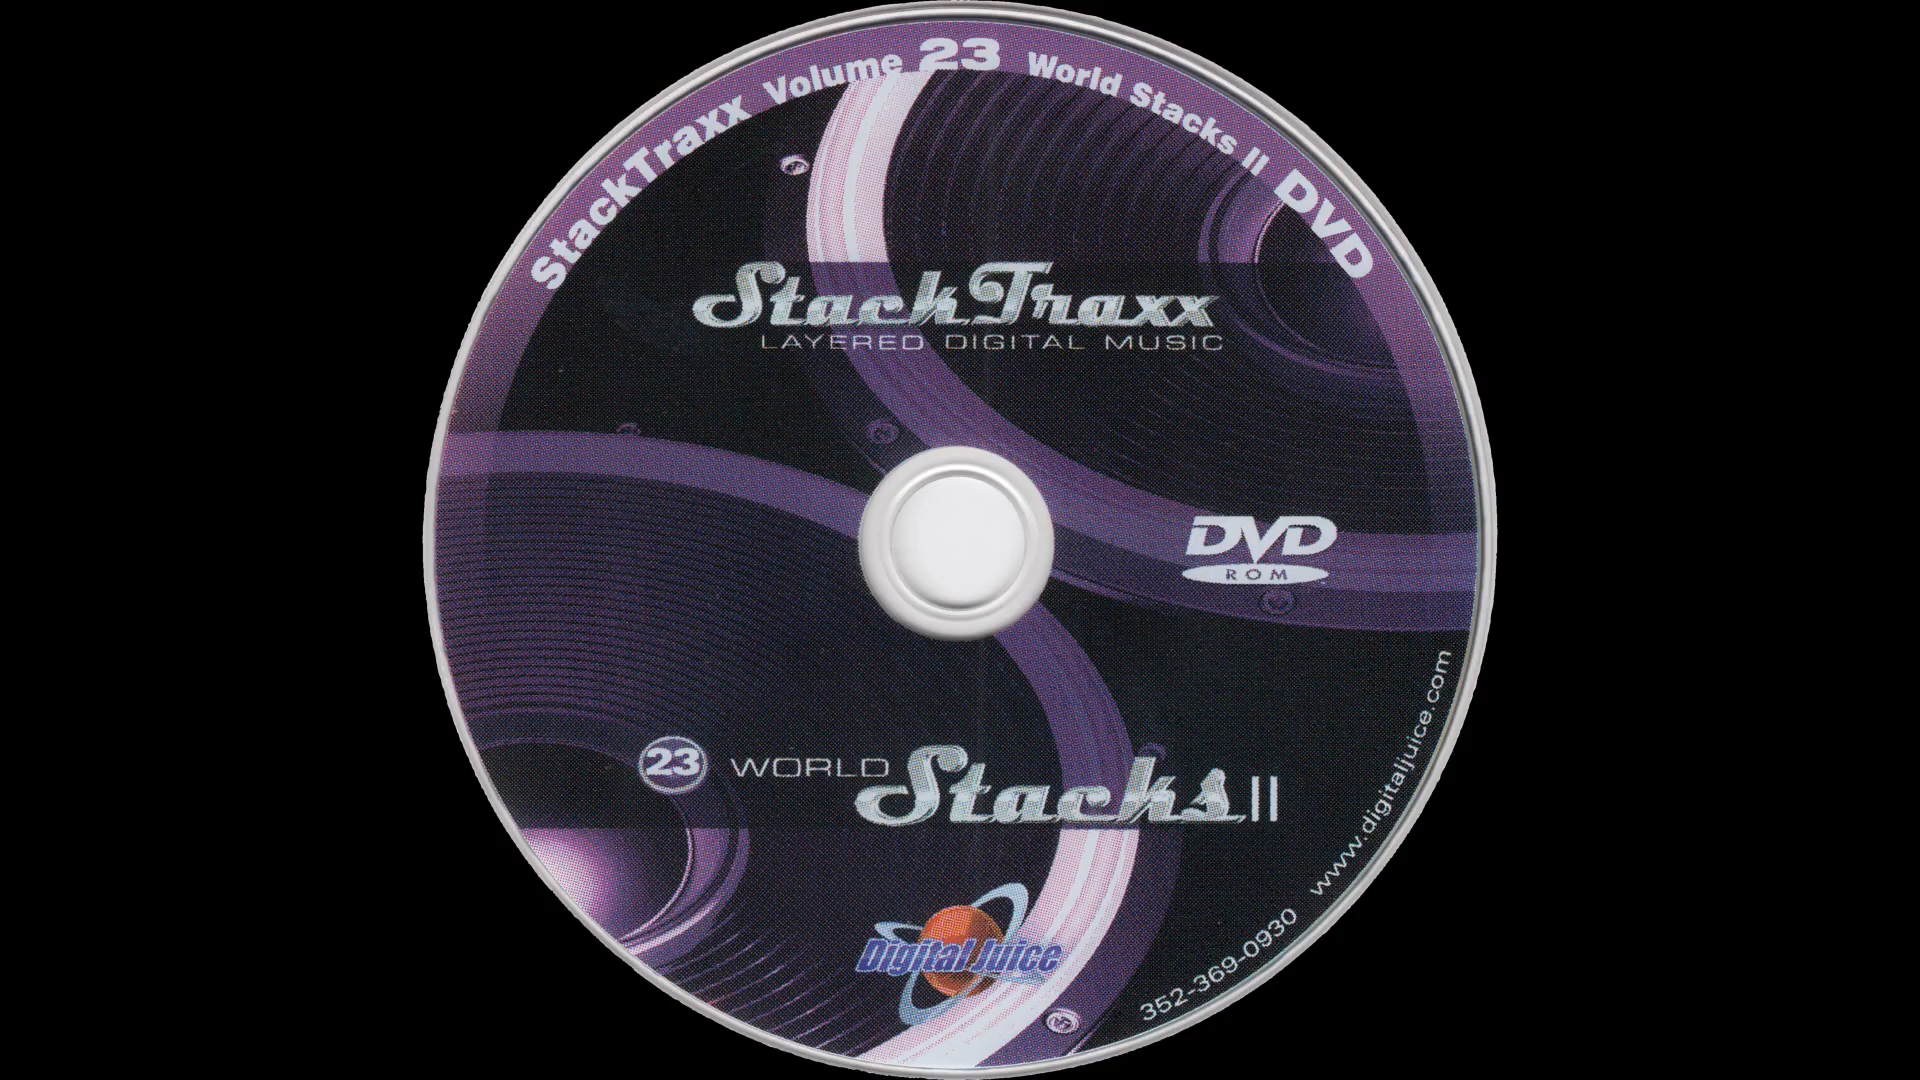 StackTraxx Volume 23 World Stacks II DVD
StackTraxx
LAYERED DIGITAL MUSIC
DVD
ROM
23 WORLD Stacks II
Digital Juice
352-369-0930 www.digitaljuice.com